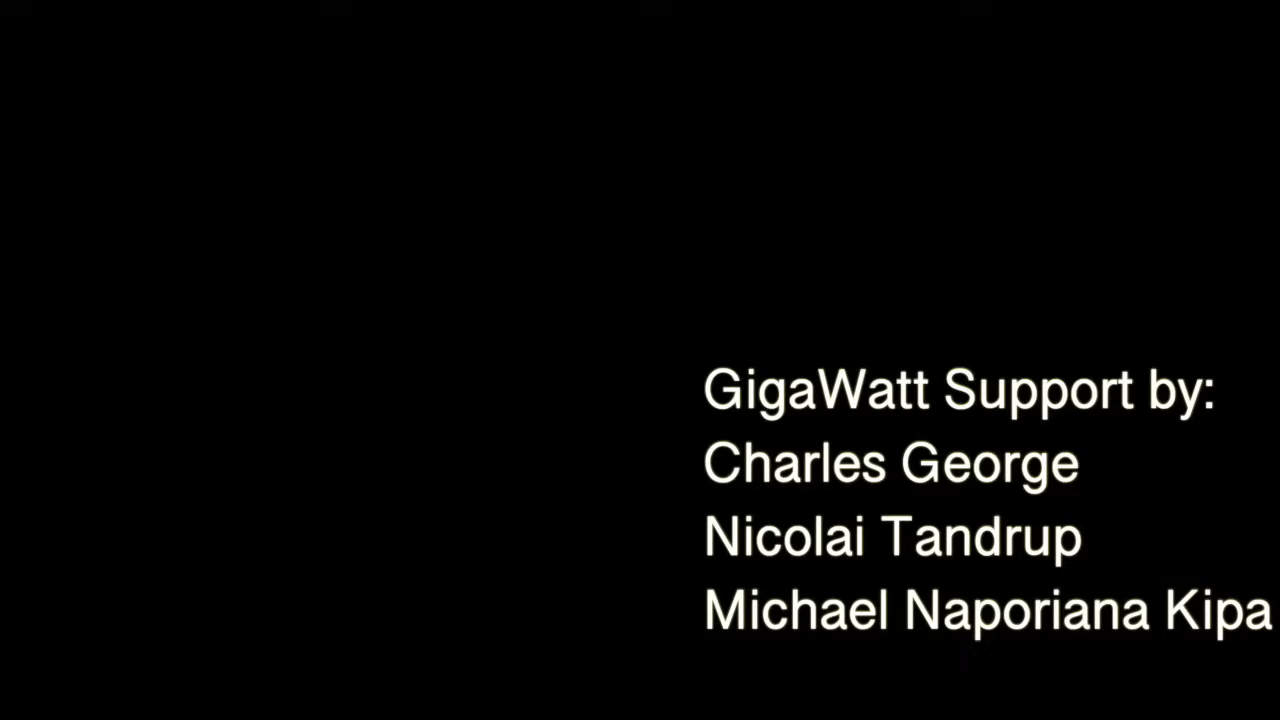 GigaWatt Support by:
Charles George
Nicolai Tandrup
Michael Naporiana Kipa